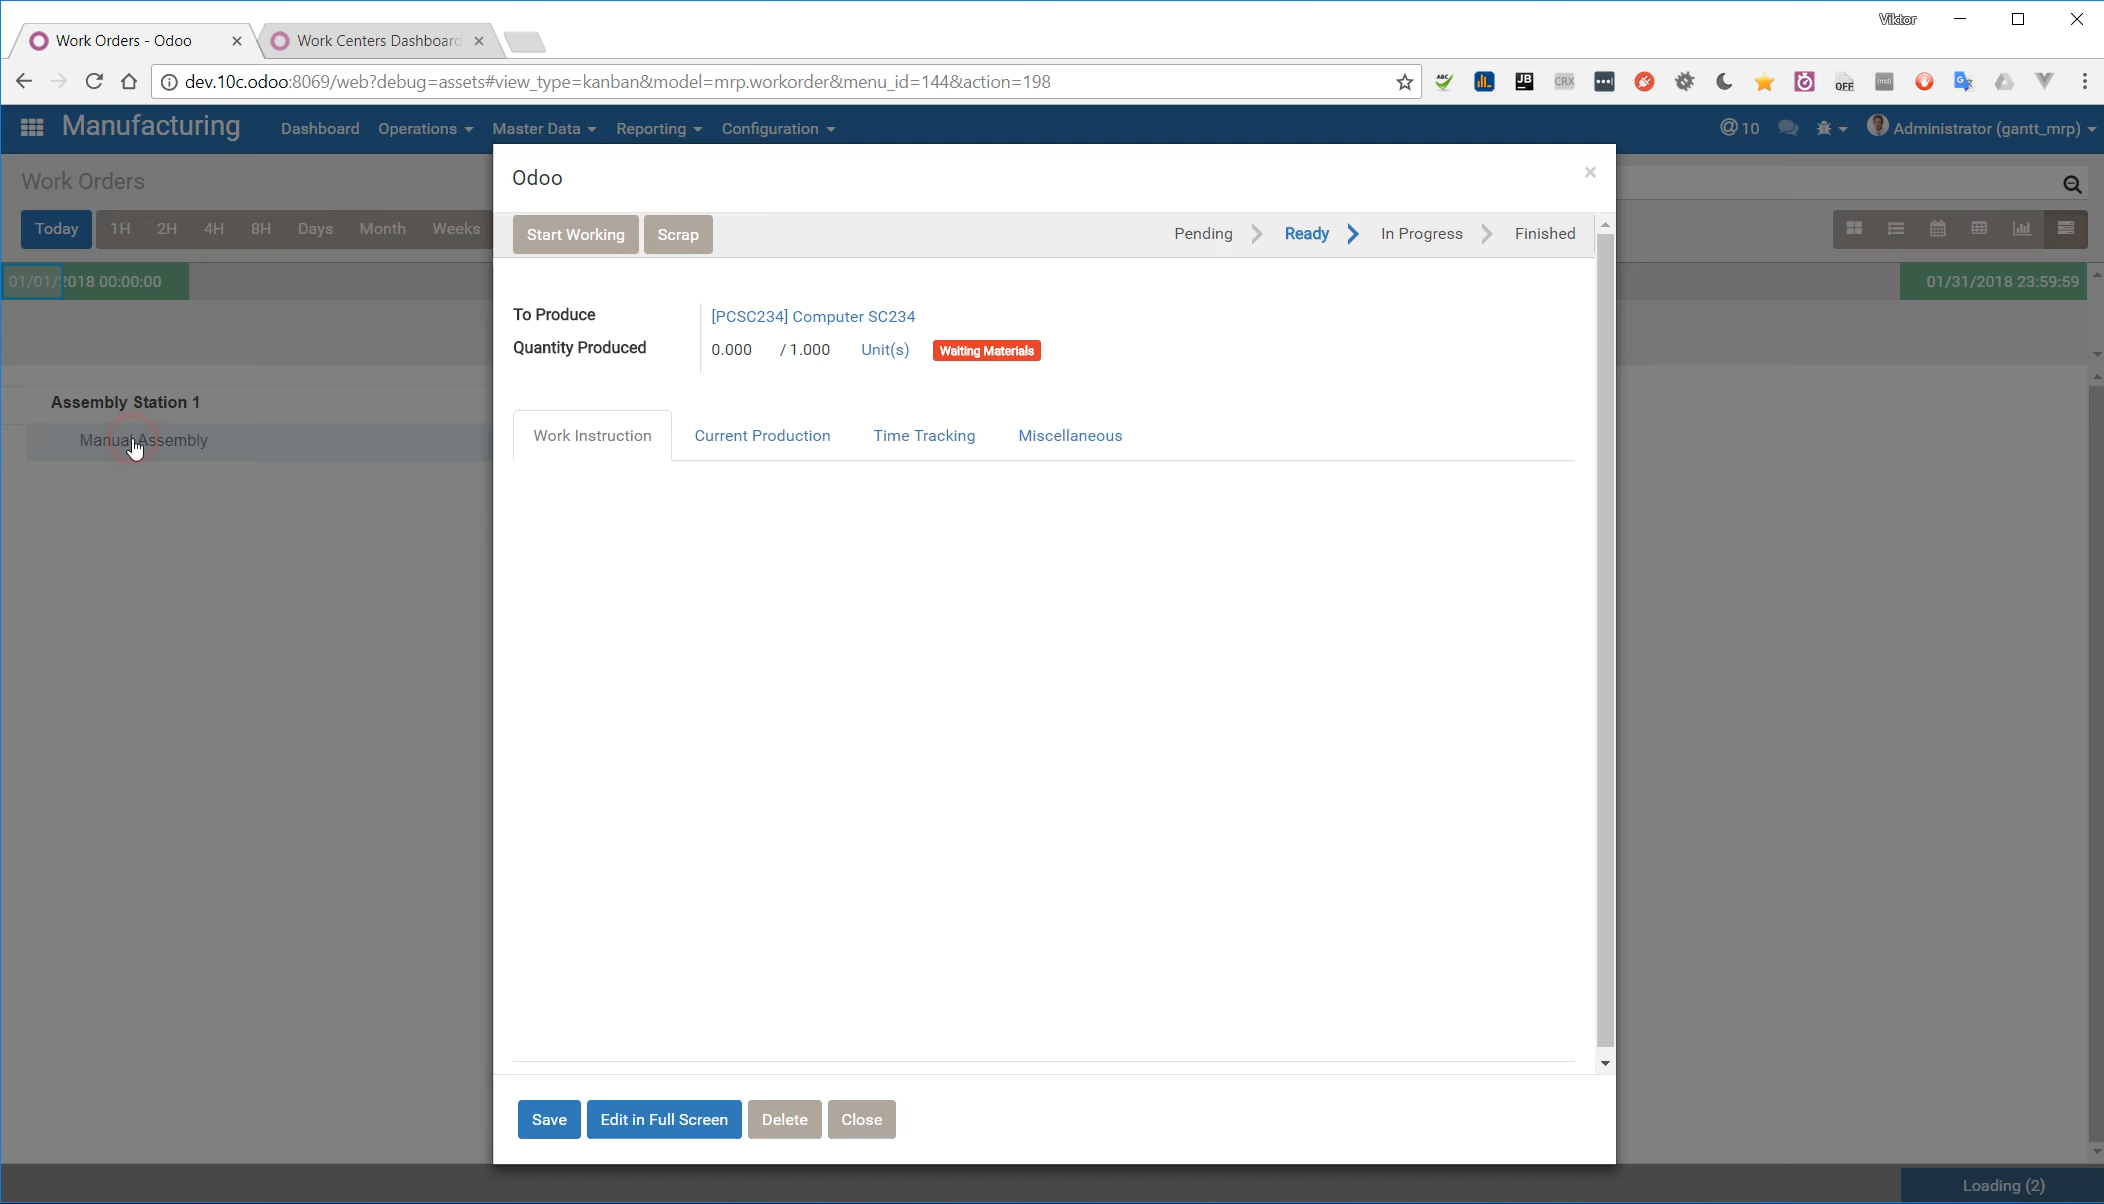 Viktor
Work Orders - Odoo
Work Centers Dashboard
dev.10c.odoo:8069/web?debug=assets#view_type=kanban&model=mrp.workorder&menu_id=144&action=198
ABC JB CRX OFF (md)
Manufacturing Dashboard Operations Master Data Reporting Configuration @ 10 Administrator (gantt_mrp)
Work Orders
Odoo
×
Today 1H 2H 4H 8H Days Month Weeks
Start Working Scrap Pending Ready In Progress Finished
01/01/2018 00:00:00 01/31/2018 23:59:59
To Produce [PCSC234] Computer SC234
Quantity Produced 0.000 / 1.000 Unit(s) Waiting Materials
Assembly Station 1
Manual Assembly
Work Instruction Current Production Time Tracking Miscellaneous
Save Edit in Full Screen Delete Close
Loading (2)